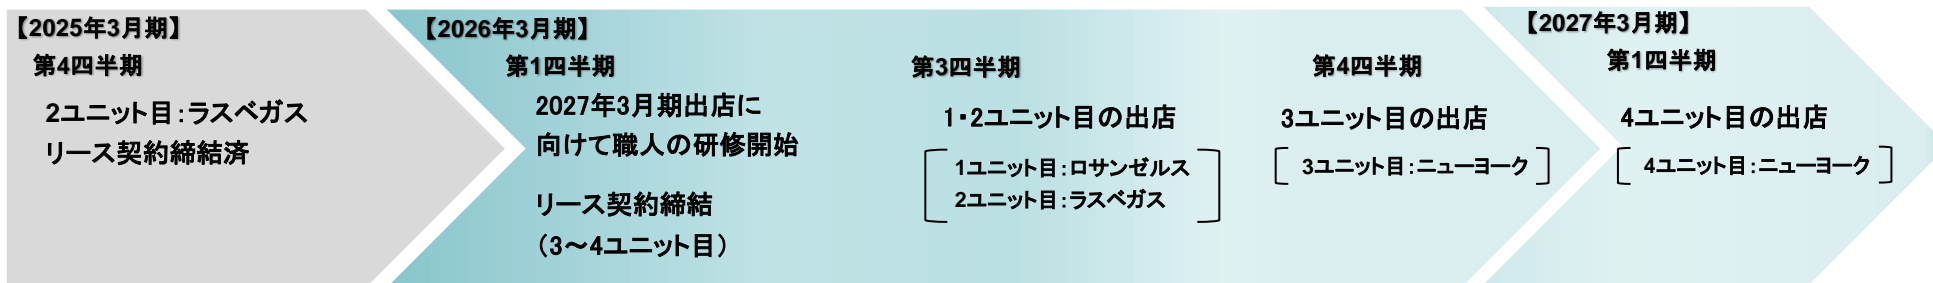 【2025年3月期】
第4四半期
2ユニット目：ラスベガス
リース契約締結済
【2026年3月期】
第1四半期
2027年3月期出店に
向けて職人の研修開始
リース契約締結
（3～4ユニット目）
第3四半期
1・2ユニット目の出店
1ユニット目：ロサンゼルス
2ユニット目：ラスベガス
第4四半期
3ユニット目の出店
3ユニット目：ニューヨーク
【2027年3月期】
第1四半期
4ユニット目の出店
4ユニット目：ニューヨーク